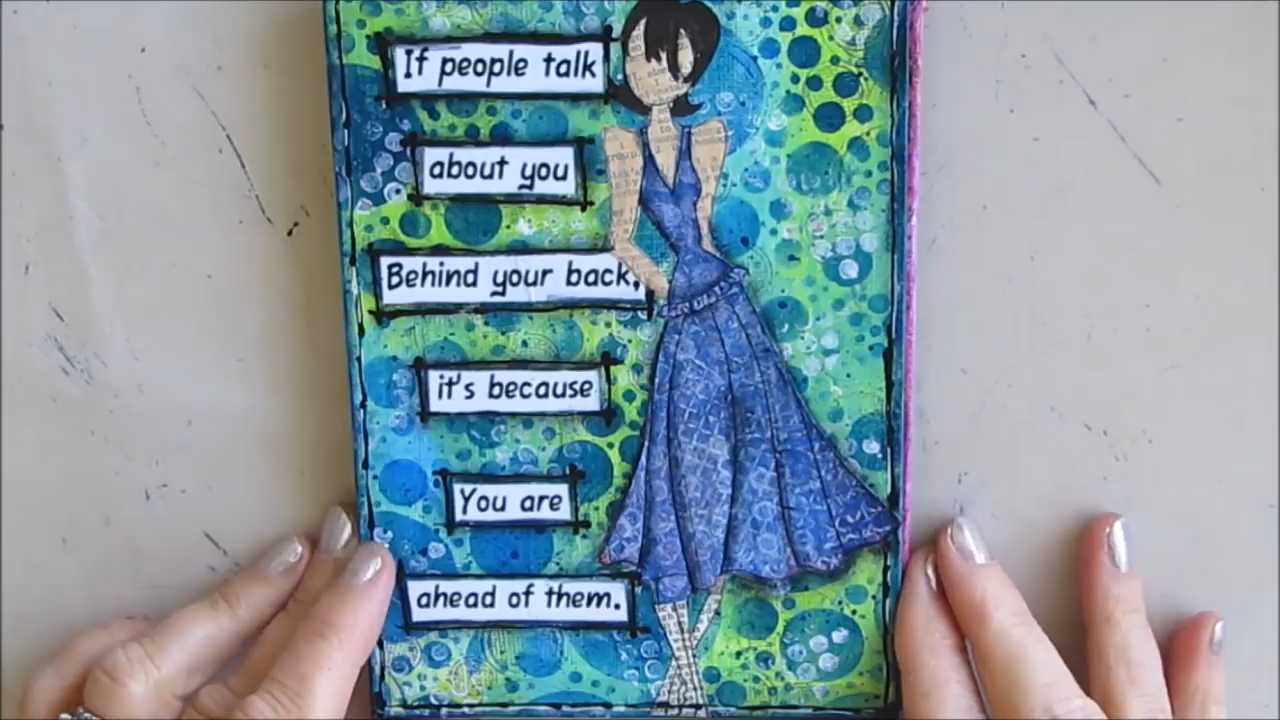 If people talk
about you
Behind your back,
it's because
You are
ahead of them.